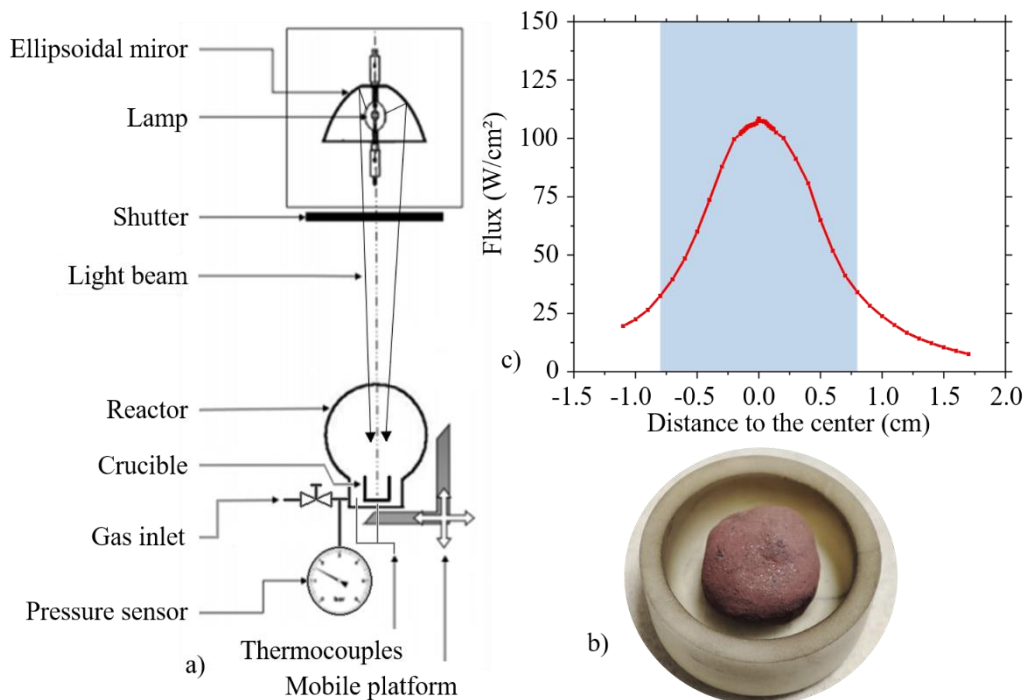 Ellipsoidal miror
Lamp
Shutter
Light beam
Reactor
Crucible
Gas inlet
Pressure sensor
bar
Thermocouples
a)
Mobile platform
150
125
100
75
50
25
0
Flux (W/cm²)
c)
-1.5 -1.0 -0.5 0.0 0.5 1.0 1.5 2.0
Distance to the center (cm)
b)